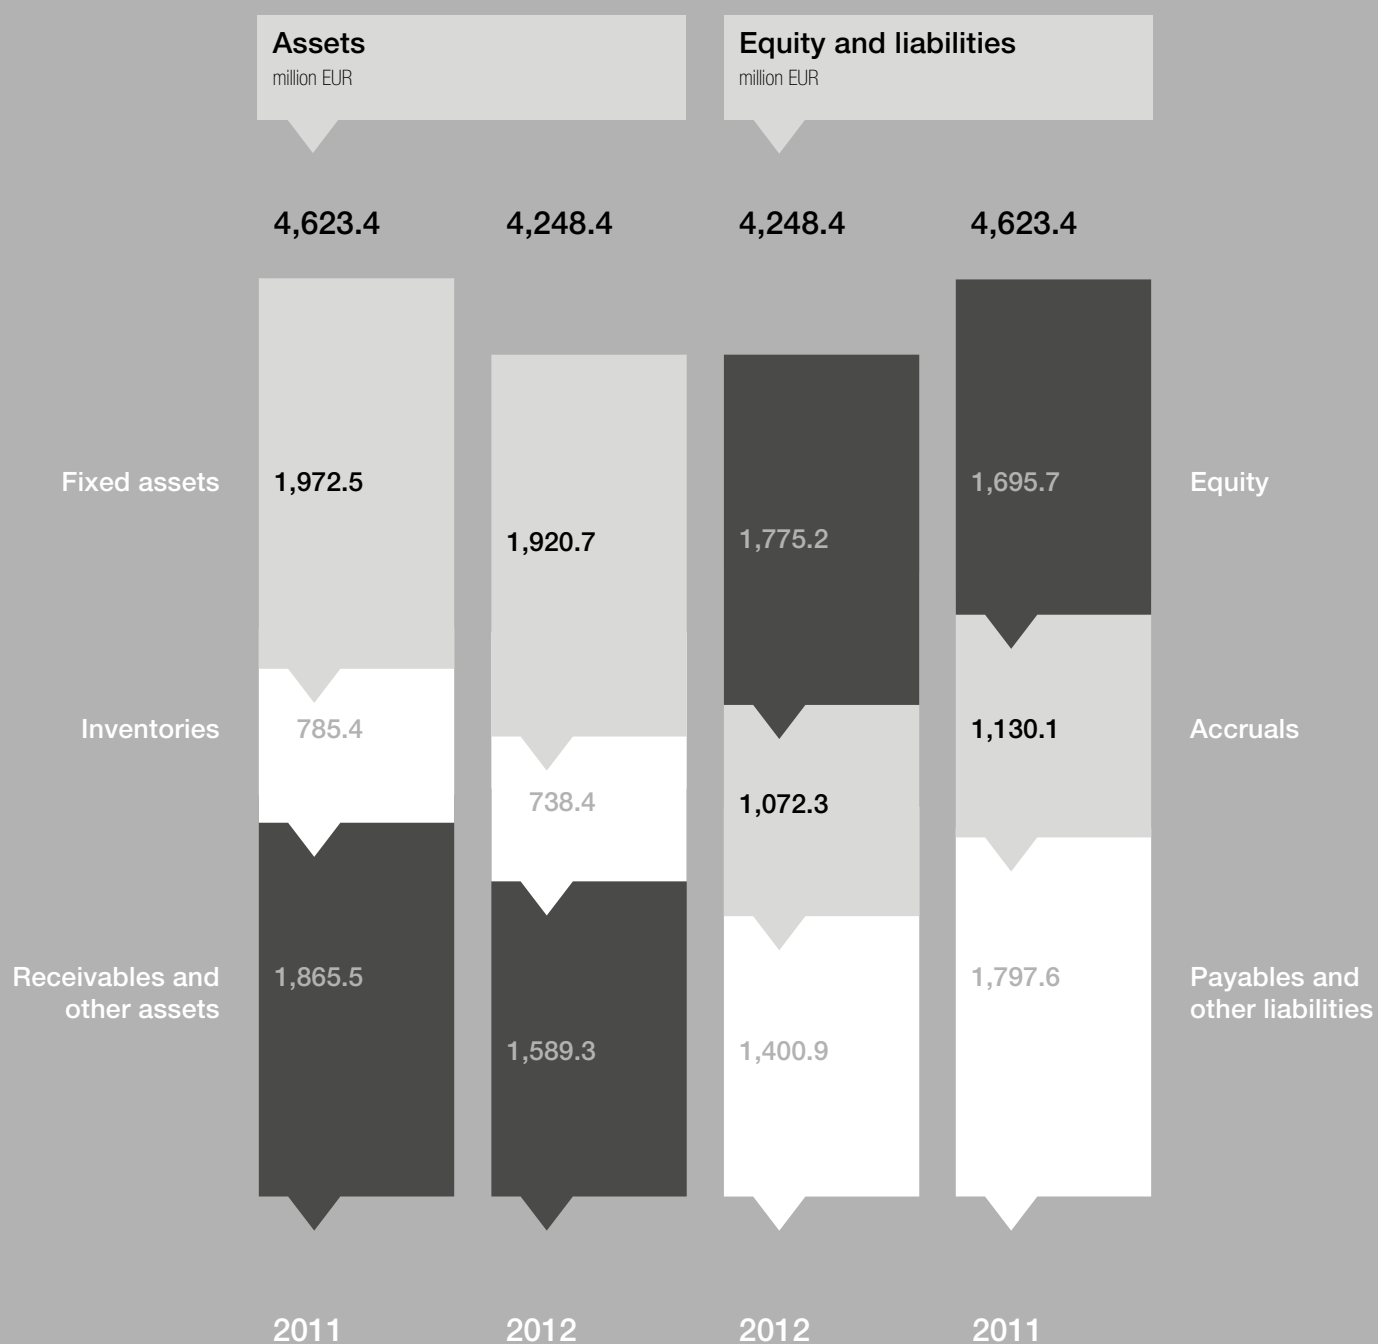 Assets
million EUR
Equity and liabilities
million EUR
4,623.4
4,248.4
4,248.4
4,623.4
Fixed assets
1,972.5
1,920.7
1,775.2
1,695.7
Equity
Inventories
785.4
738.4
1,072.3
1,130.1
Accruals
Receivables and
other assets
1,865.5
1,589.3
1,400.9
1,797.6
Payables and
other liabilities
2011
2012
2012
2011